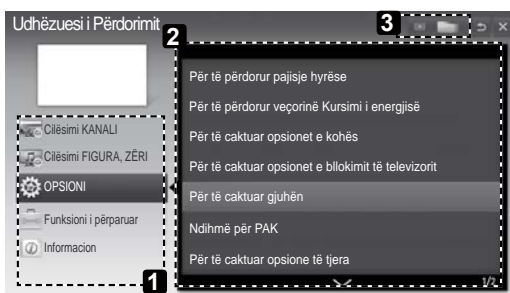 Udhëzuesi i Përdorimit
2
3
Cilësimi KANALI
Cilësimi FIGURA, ZËRI
OPSIONI
Funksioni i përparuar
Informacion
1
Për të përdorur pajisje hyrëse
Për të përdorur veçorinë Kursimi i energjisë
Për të caktuar opsionet e kohës
Për të caktuar opsionet e bllokimit të televizorit
Për të caktuar gjuhën
Ndihmë për PAK
Për të caktuar opsione të tjera
1/2